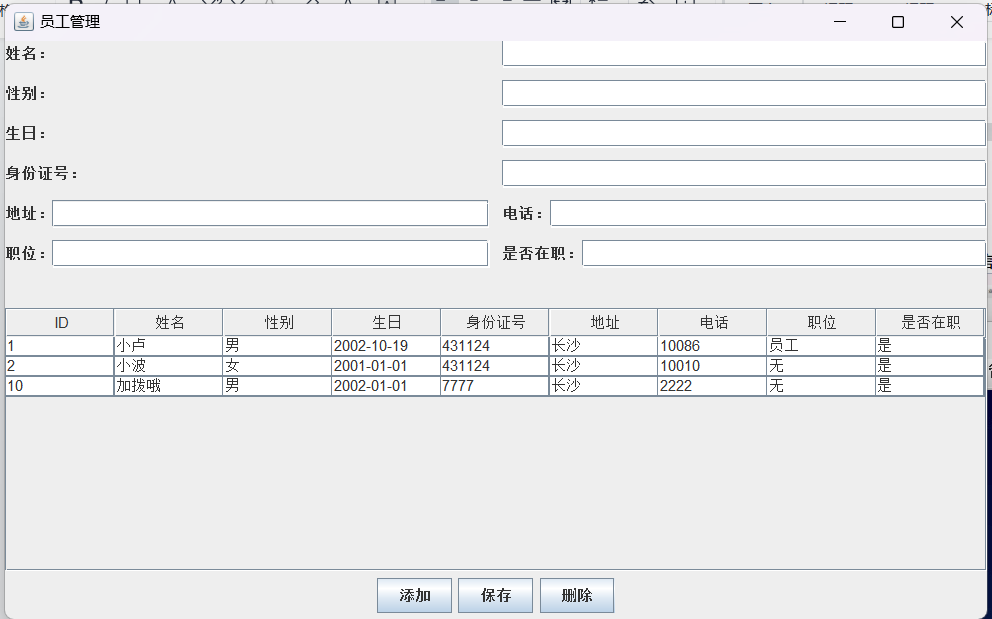 员工管理
姓名：
性别：
生日：
身份证号：
地址： 电话：
职位： 是否在职：
ID 姓名 性别 生日 身份证号 地址 电话 职位 是否在职
1 小卢 男 2002-10-19 431124 长沙 10086 员工 是
2 小波 女 2001-01-01 431124 长沙 10010 无 是
10 加拨哦 男 2002-01-01 7777 长沙 2222 无 是
添加 保存 删除